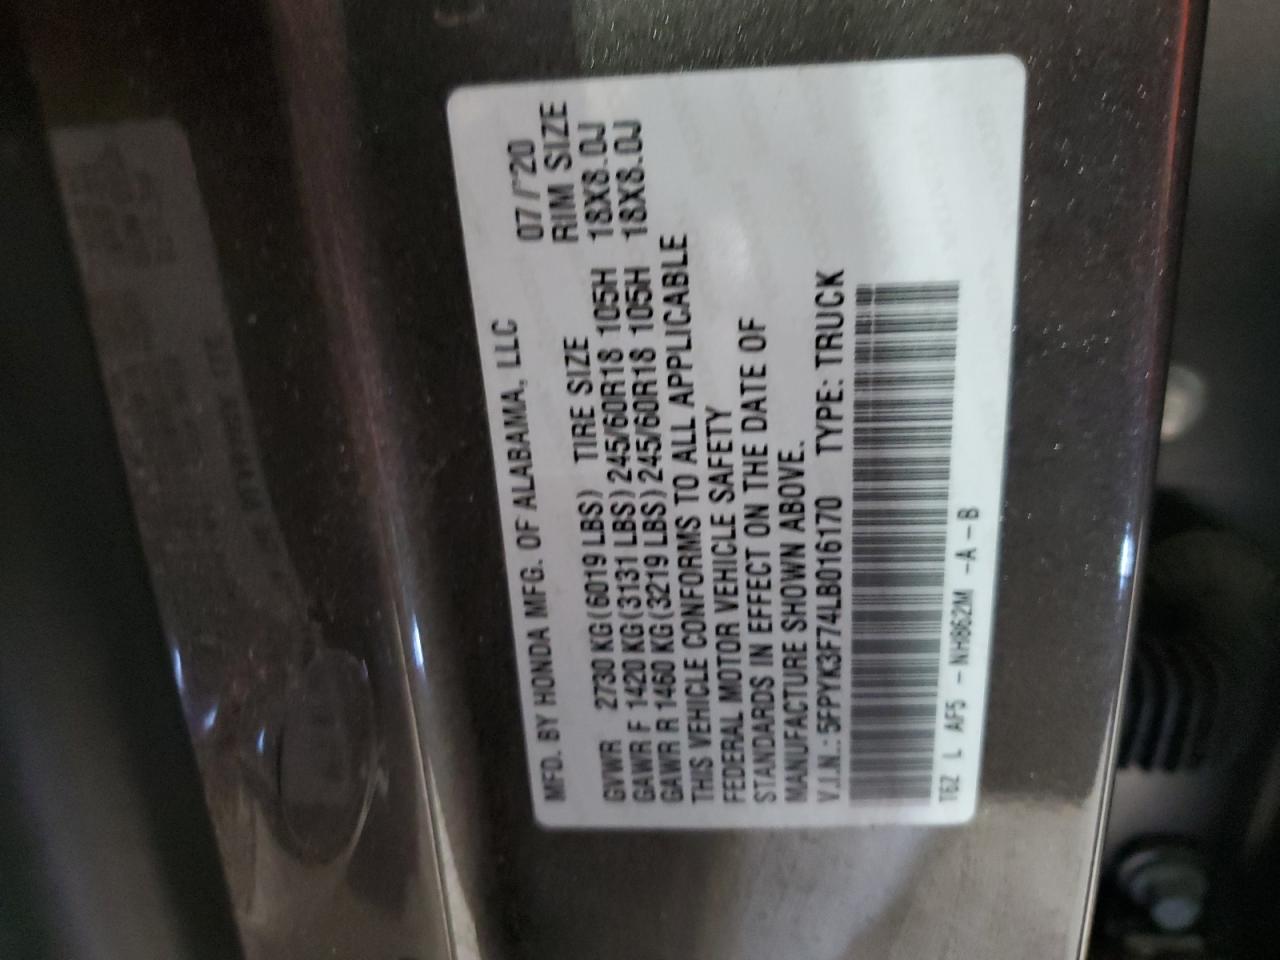 MFD. BY HONDA MFG. OF ALABAMA, LLC 07/'20
GVWR 2730 KG(6019 LBS) TIRE SIZE RIM SIZE
GAWR F 1420 KG(3131 LBS) 245/60R18 105H 18X8.0J
GAWR R 1460 KG(3219 LBS) 245/60R18 105H 18X8.0J
THIS VEHICLE CONFORMS TO ALL APPLICABLE
FEDERAL MOTOR VEHICLE SAFETY
STANDARDS IN EFFECT ON THE DATE OF
MANUFACTURE SHOWN ABOVE.
V.I.N.: 5FPYK3F74LB016170 TYPE: TRUCK
T6Z L AF5 - NH862M -A-B